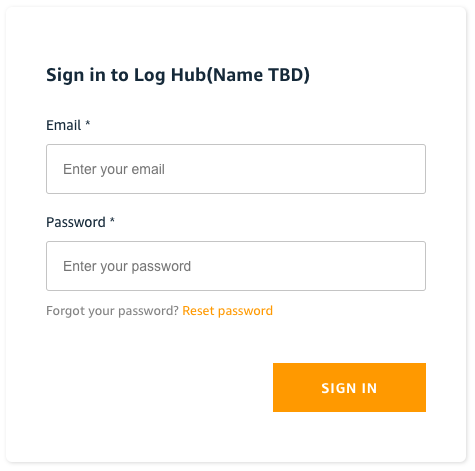 Sign in to Log Hub(Name TBD)
Email *
Enter your email
Password *
Enter your password
Forgot your password? Reset password
SIGN IN